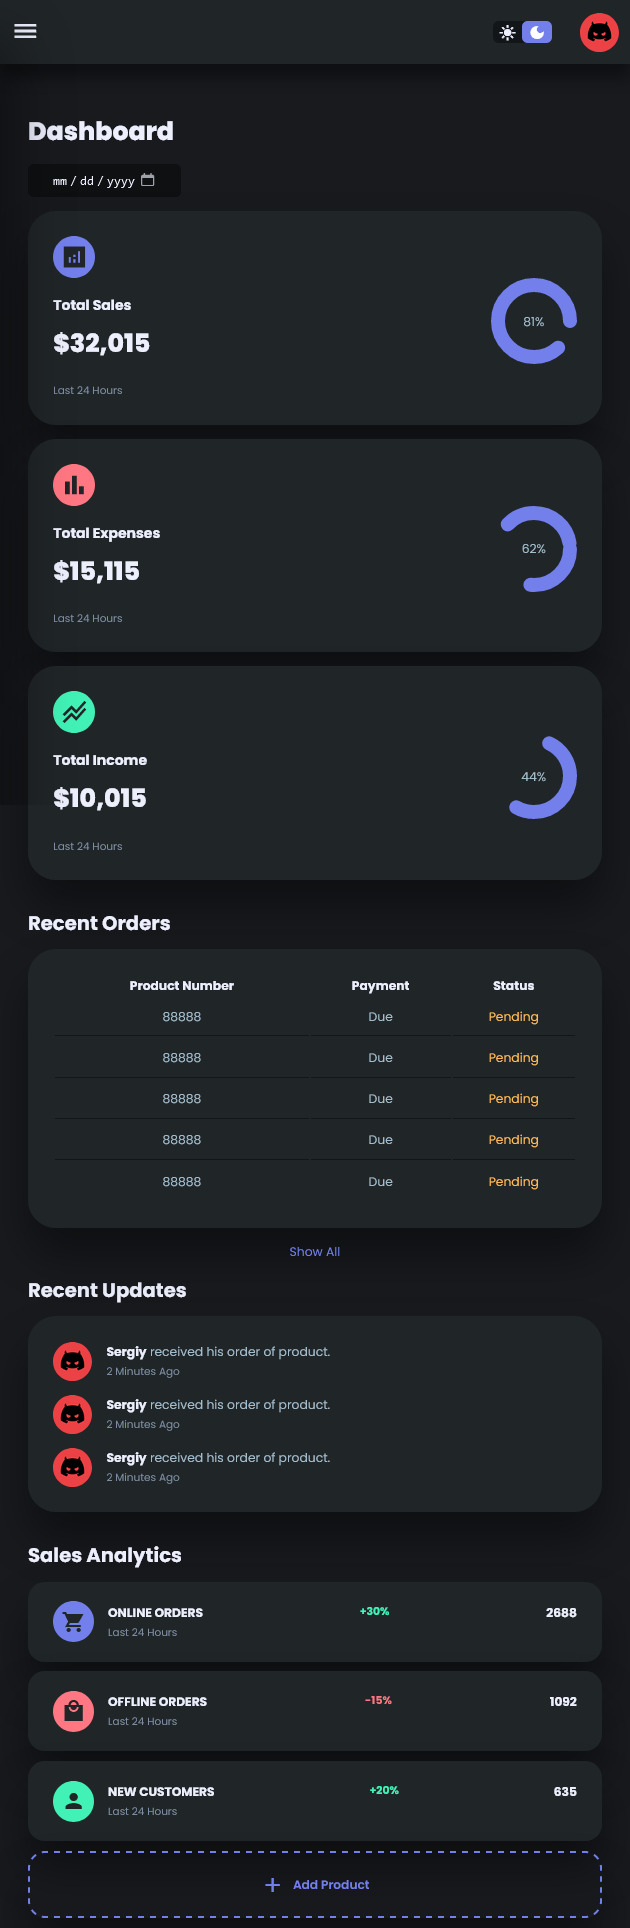 Dashboard
mm / dd / yyyy
Total Sales
$32,015
81%
Last 24 Hours
Total Expenses
$15,115
62%
Last 24 Hours
Total Income
$10,015
44%
Last 24 Hours
Recent Orders
Product Number Payment Status
88888 Due Pending
88888 Due Pending
88888 Due Pending
88888 Due Pending
88888 Due Pending
Show All
Recent Updates
Sergiy received his order of product.
2 Minutes Ago
Sergiy received his order of product.
2 Minutes Ago
Sergiy received his order of product.
2 Minutes Ago
Sales Analytics
ONLINE ORDERS +30% 2688
Last 24 Hours
OFFLINE ORDERS -15% 1092
Last 24 Hours
NEW CUSTOMERS +20% 635
Last 24 Hours
Add Product